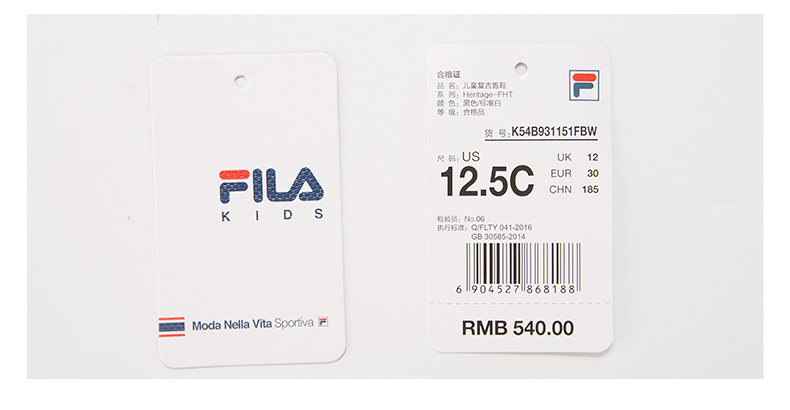 FILA
KIDS
Moda Nella Vita Sportiva F
合格证
品 名: 儿童复古跑鞋
系 列: Heritage-FHT
颜 色: 黑色/标准白
等 级: 合格品
F
货 号: K54B931151FBW
尺 码: US
12.5C
UK 12
EUR 30
CHN 185
检验员: No.06
执行标准: Q/FLTY 041-2016
GB 30585-2014
6 904527 868188
RMB 540.00